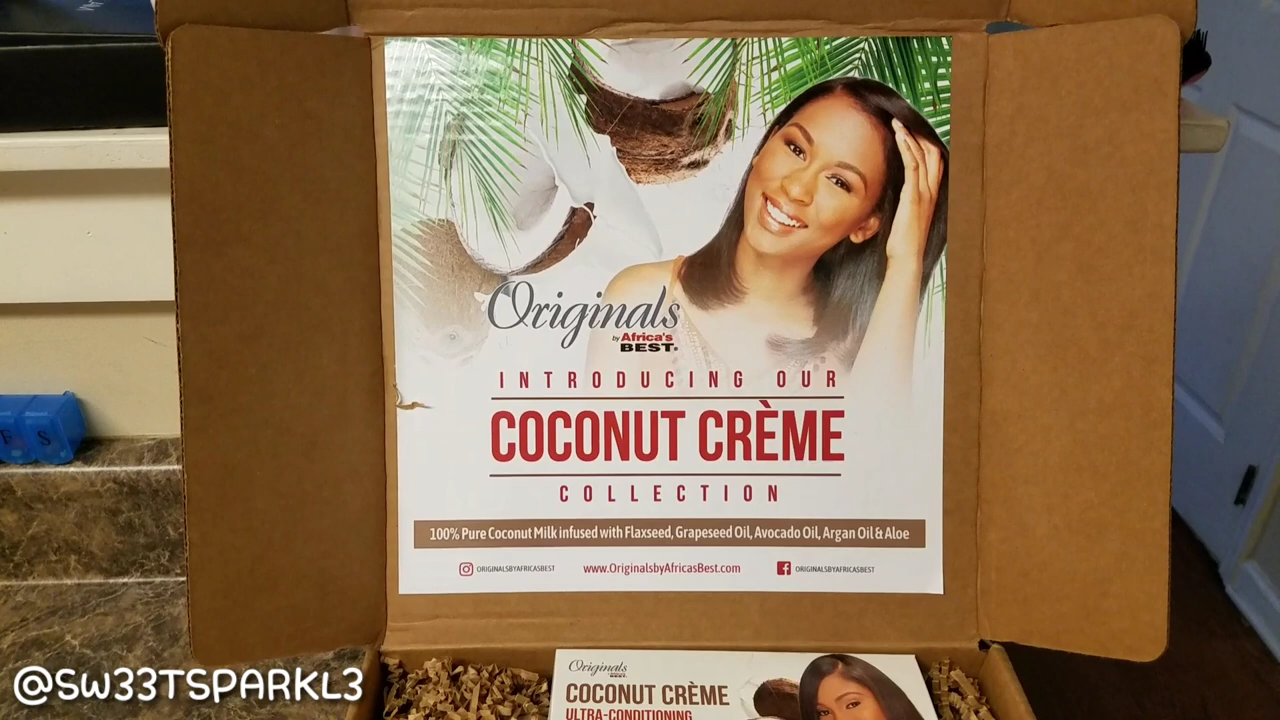 Originals
by Africa's
BEST®
INTRODUCING OUR
COCONUT CRÈME
COLLECTION
100% Pure Coconut Milk infused with Flaxseed, Grapeseed Oil, Avocado Oil, Argan Oil & Aloe
ORIGINALSBYAFRICASBEST www.OriginalsbyAfricasBest.com ORIGINALSBYAFRICASBEST
F S
Originals
BEST
COCONUT CRÈME
ULTRA-CONDITIONING
@SW33TSPARKL3